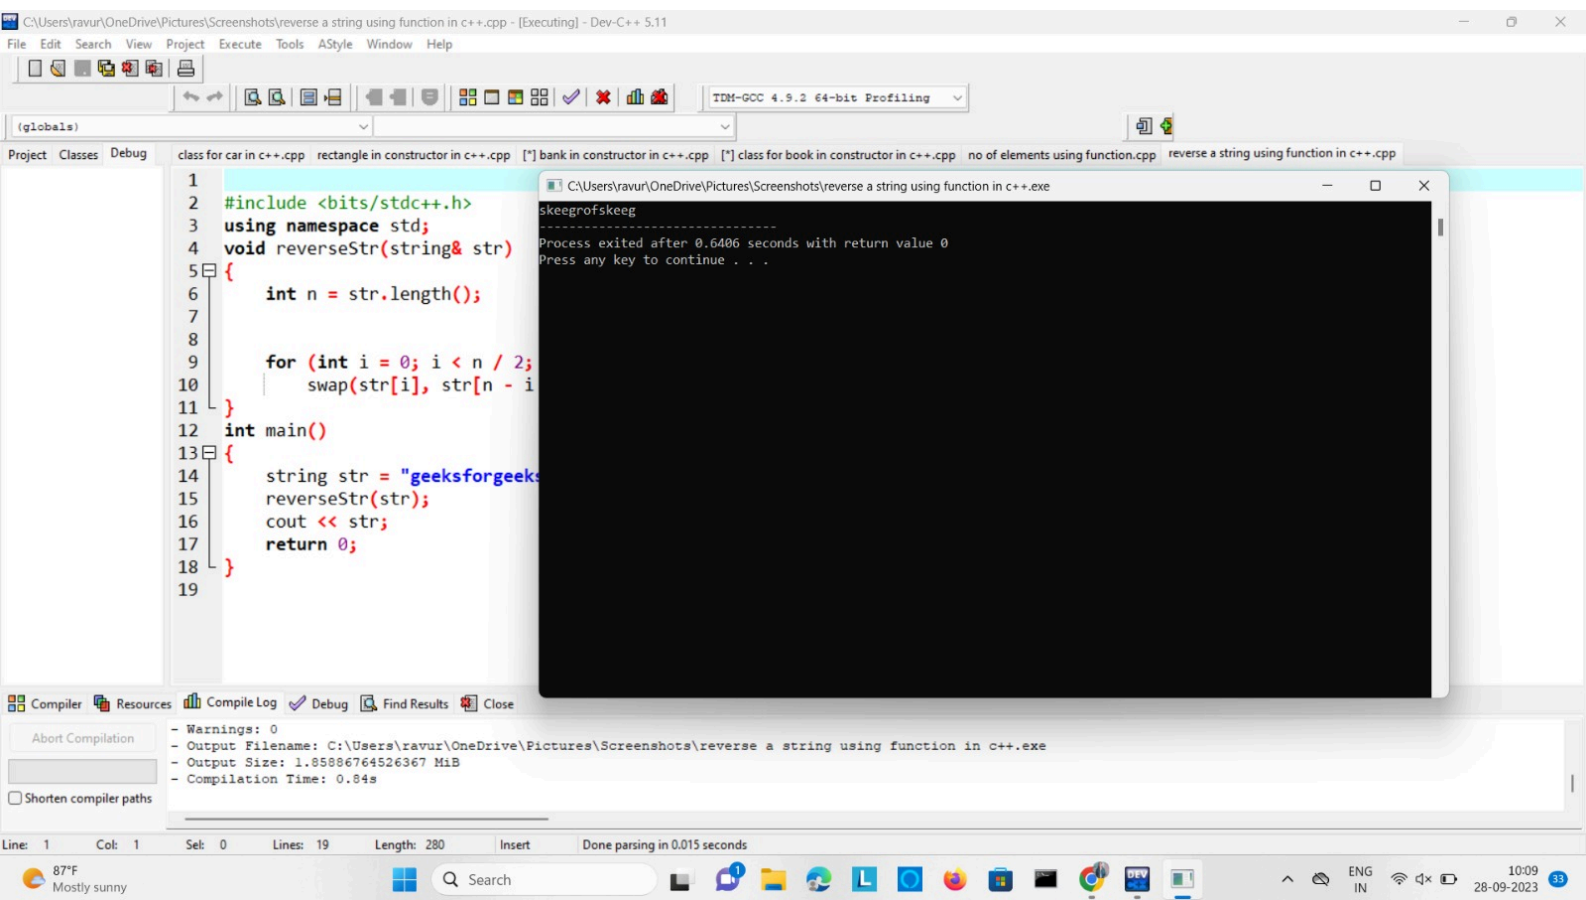 C:\Users\ravur\OneDrive\Pictures\Screenshots\reverse a string using function in c++.cpp - [Executing] - Dev-C++ 5.11
File Edit Search View Project Execute Tools AStyle Window Help
TDM-GCC 4.9.2 64-bit Profiling
(globals)
Project Classes Debug
class for car in c++.cpp rectangle in constructor in c++.cpp [*] bank in constructor in c++.cpp [*] class for book in constructor in c++.cpp no of elements using function.cpp reverse a string using function in c++.cpp
1
2 #include <bits/stdc++.h>
3 using namespace std;
4 void reverseStr(string& str)
5 {
6 int n = str.length();
7
8
9 for (int i = 0; i < n / 2;
10 swap(str[i], str[n - i
11 }
12 int main()
13 {
14 string str = "geeksforgeeks
15 reverseStr(str);
16 cout << str;
17 return 0;
18 }
19
C:\Users\ravur\OneDrive\Pictures\Screenshots\reverse a string using function in c++.exe
skeegrofskeeg
--------------------------------
Process exited after 0.6406 seconds with return value 0
Press any key to continue . . .
Compiler Resources Compile Log Debug Find Results Close
Abort Compilation
Shorten compiler paths
- Warnings: 0
- Output Filename: C:\Users\ravur\OneDrive\Pictures\Screenshots\reverse a string using function in c++.exe
- Output Size: 1.85886764526367 MiB
- Compilation Time: 0.84s
Line: 1 Col: 1 Sel: 0 Lines: 19 Length: 280 Insert Done parsing in 0.015 seconds
87°F
Mostly sunny
Search
1
L
DEV
ENG
IN
10:09
28-09-2023
33